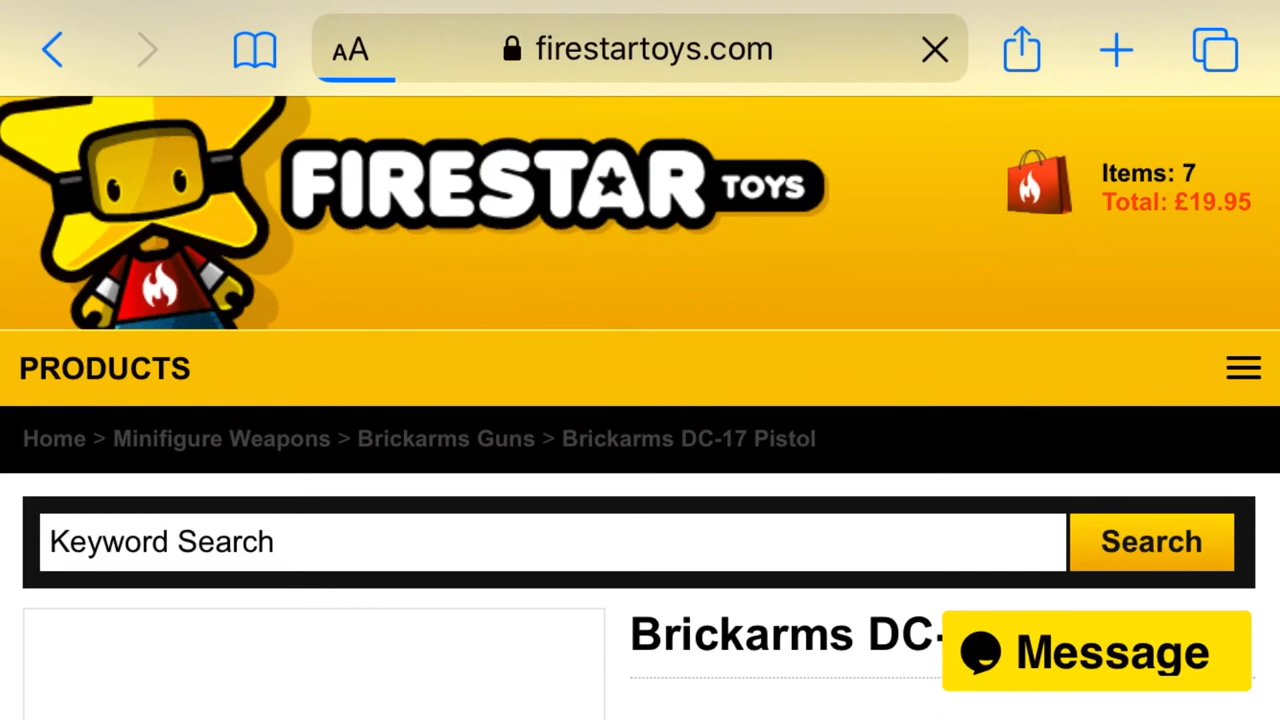 AA firestartoys.com
FIRESTAR TOYS
Items: 7
Total: £19.95
PRODUCTS
Home > Minifigure Weapons > Brickarms Guns > Brickarms DC-17 Pistol
Keyword Search
Search
Brickarms DC-
Message